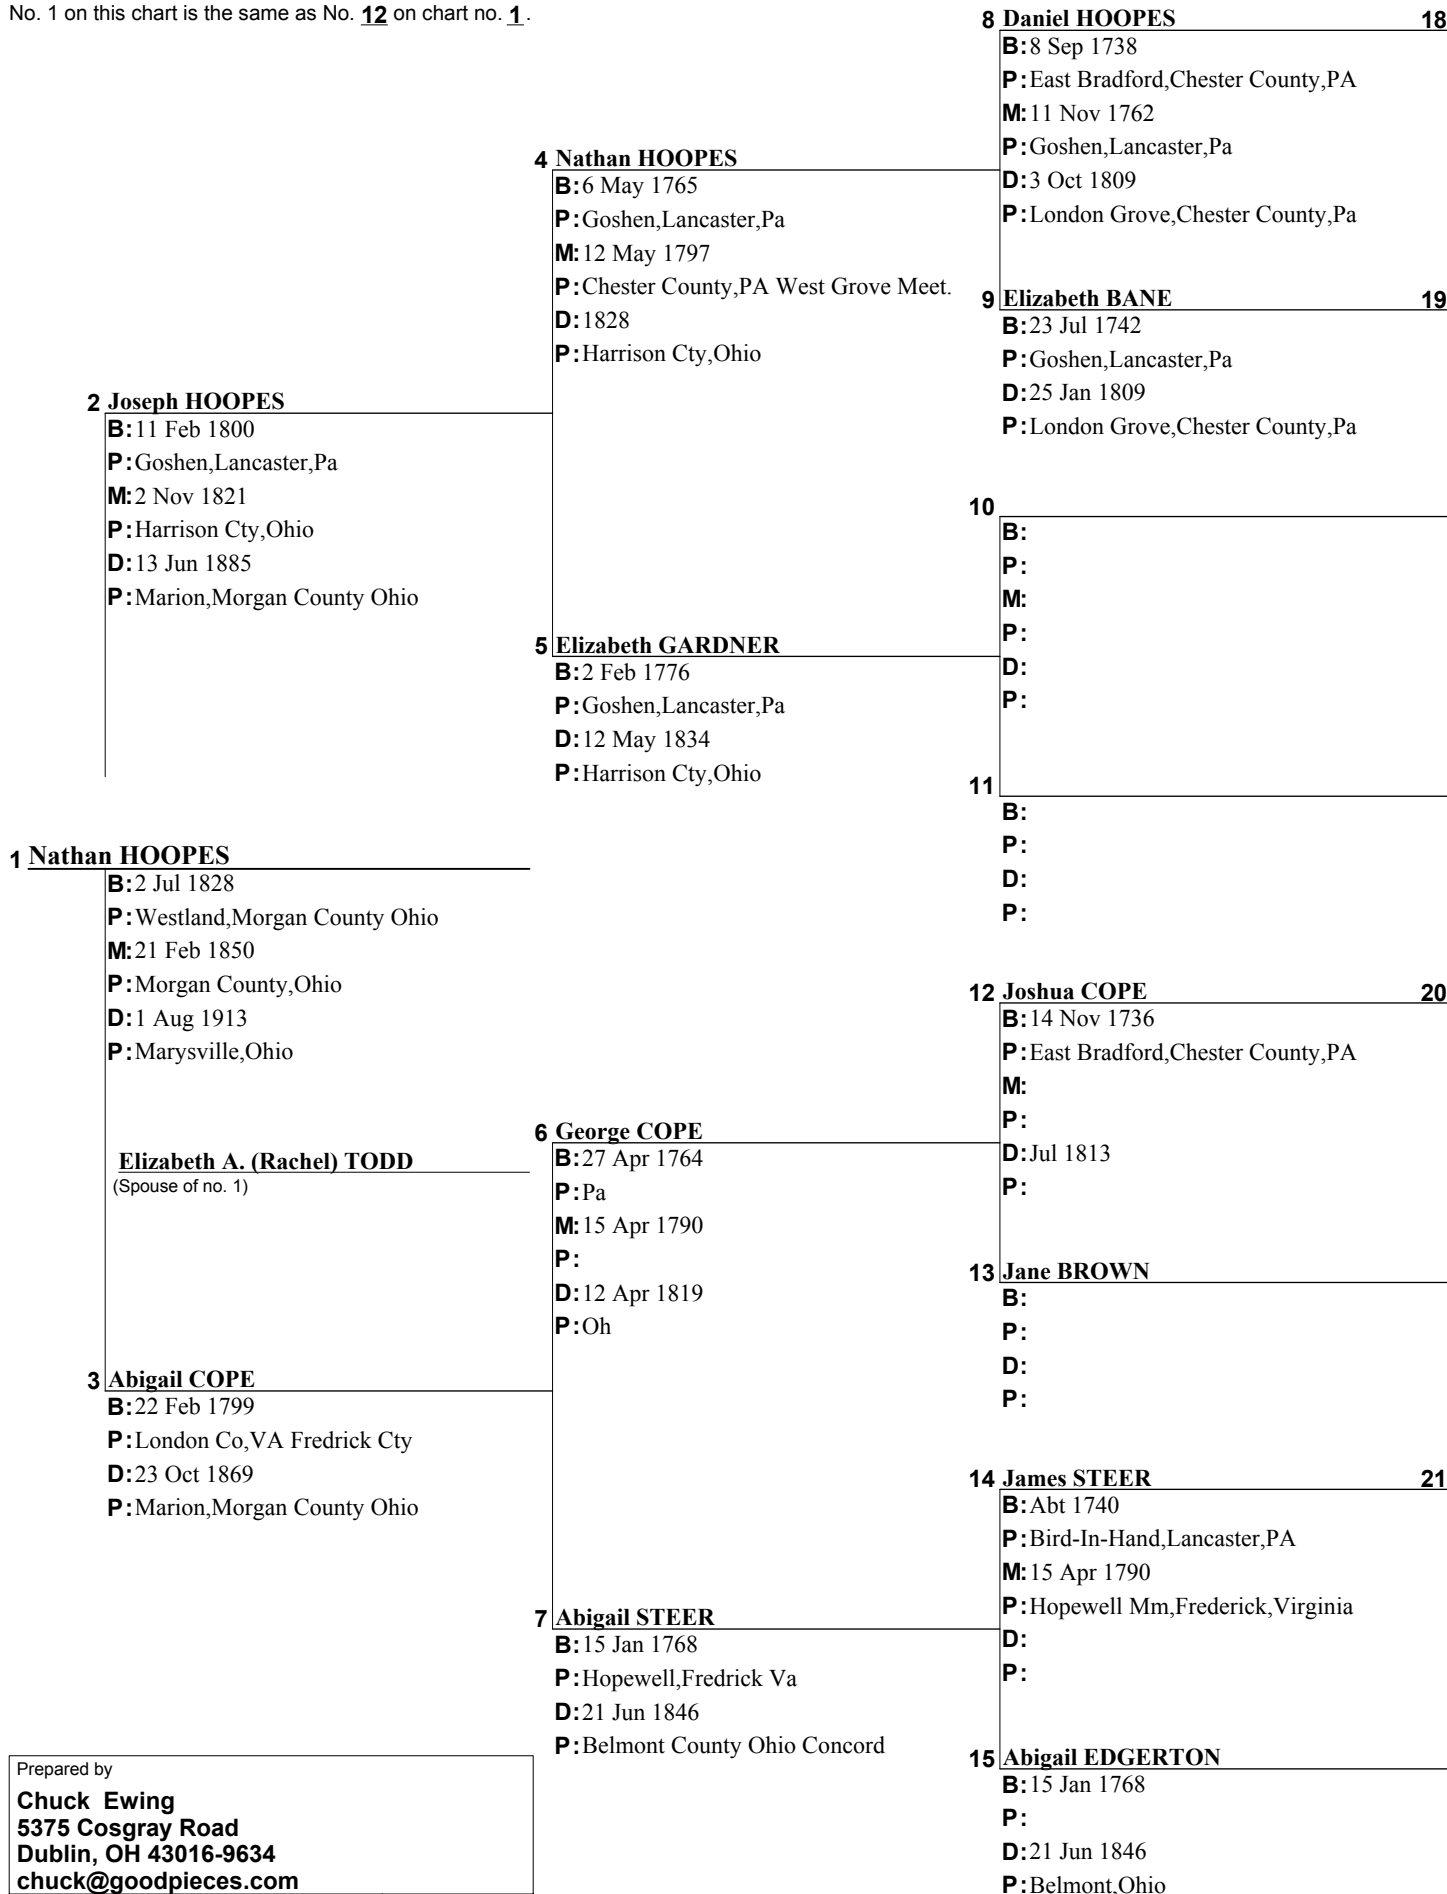 No. 1 on this chart is the same as No. 12 on chart no. 1.
8 Daniel HOOPES 18
B: 8 Sep 1738
P: East Bradford,Chester County,PA
M: 11 Nov 1762
P: Goshen,Lancaster,Pa
D: 3 Oct 1809
P: London Grove,Chester County,Pa
4 Nathan HOOPES
B: 6 May 1765
P: Goshen,Lancaster,Pa
M: 12 May 1797
P: Chester County,PA West Grove Meet.
D: 1828
P: Harrison Cty,Ohio
9 Elizabeth BANE 19
B: 23 Jul 1742
P: Goshen,Lancaster,Pa
D: 25 Jan 1809
P: London Grove,Chester County,Pa
2 Joseph HOOPES
B: 11 Feb 1800
P: Goshen,Lancaster,Pa
M: 2 Nov 1821
P: Harrison Cty,Ohio
D: 13 Jun 1885
P: Marion,Morgan County Ohio
10
B:
P:
M:
P:
D:
P:
5 Elizabeth GARDNER
B: 2 Feb 1776
P: Goshen,Lancaster,Pa
D: 12 May 1834
P: Harrison Cty,Ohio
11
B:
P:
D:
P:
1 Nathan HOOPES
B: 2 Jul 1828
P: Westland,Morgan County Ohio
M: 21 Feb 1850
P: Morgan County,Ohio
D: 1 Aug 1913
P: Marysville,Ohio
Elizabeth A. (Rachel) TODD
(Spouse of no. 1)
12 Joshua COPE 20
B: 14 Nov 1736
P: East Bradford,Chester County,PA
M:
P:
D: Jul 1813
P:
6 George COPE
B: 27 Apr 1764
P: Pa
M: 15 Apr 1790
P:
D: 12 Apr 1819
P: Oh
13 Jane BROWN
B:
P:
D:
P:
3 Abigail COPE
B: 22 Feb 1799
P: London Co,VA Fredrick Cty
D: 23 Oct 1869
P: Marion,Morgan County Ohio
14 James STEER 21
B: Abt 1740
P: Bird-In-Hand,Lancaster,PA
M: 15 Apr 1790
P: Hopewell Mm,Frederick,Virginia
D:
P:
7 Abigail STEER
B: 15 Jan 1768
P: Hopewell,Fredrick Va
D: 21 Jun 1846
P: Belmont County Ohio Concord
15 Abigail EDGERTON
B: 15 Jan 1768
P:
D: 21 Jun 1846
P: Belmont,Ohio
Prepared by
Chuck Ewing
5375 Cosgray Road
Dublin, OH 43016-9634
chuck@goodpieces.com